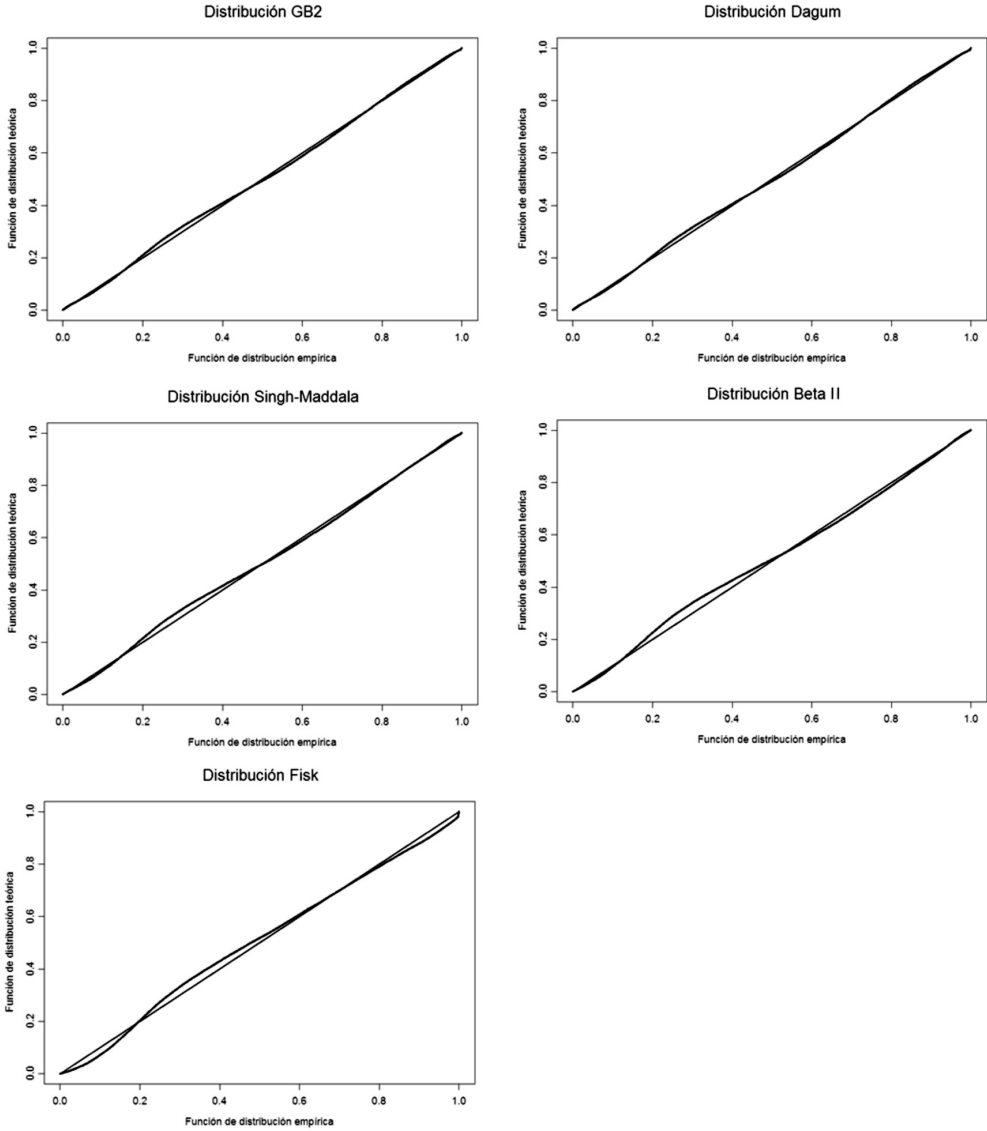 Distribución GB2
Función de distribución teórica
1.0
0.8
0.6
0.4
0.2
0.0
0.0 0.2 0.4 0.6 0.8 1.0
Función de distribución empírica
Distribución Dagum
Función de distribución teórica
1.0
0.8
0.6
0.4
0.2
0.0
0.0 0.2 0.4 0.6 0.8 1.0
Función de distribución empírica
Distribución Singh-Maddala
Función de distribución teórica
1.0
0.8
0.6
0.4
0.2
0.0
0.0 0.2 0.4 0.6 0.8 1.0
Función de distribución empírica
Distribución Beta II
Función de distribución teórica
1.0
0.8
0.6
0.4
0.2
0.0
0.0 0.2 0.4 0.6 0.8 1.0
Función de distribución empírica
Distribución Fisk
Función de distribución teórica
1.0
0.8
0.6
0.4
0.2
0.0
0.0 0.2 0.4 0.6 0.8 1.0
Función de distribución empírica